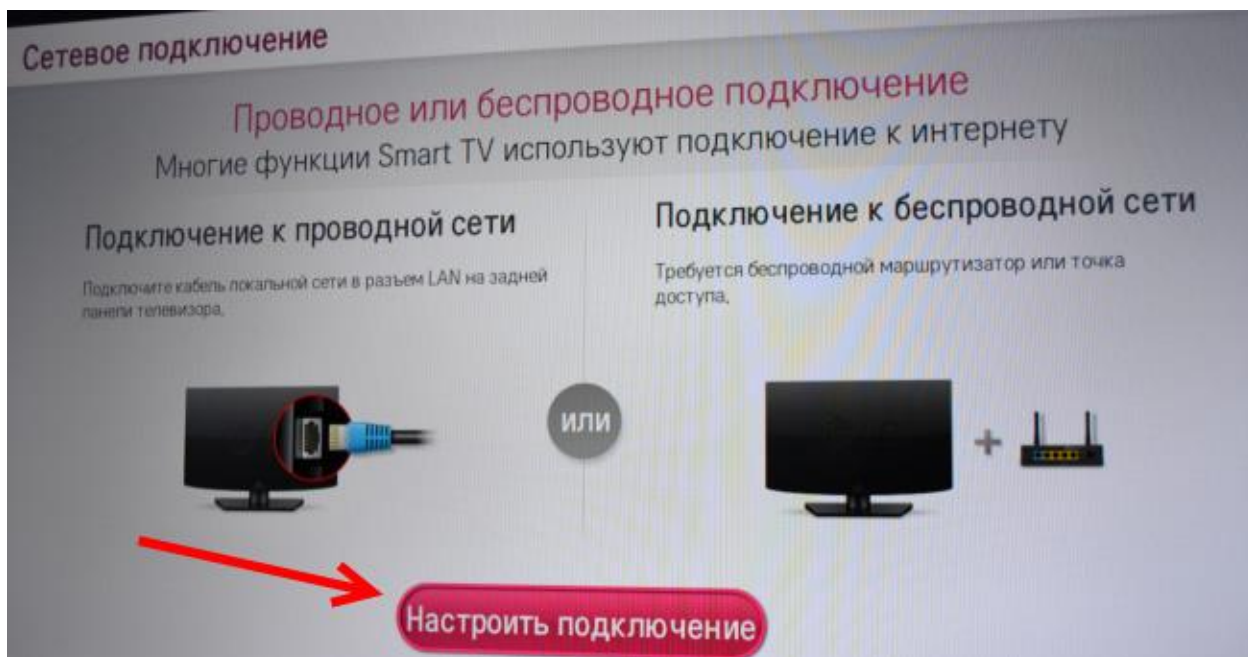 Сетевое подключение
Проводное или беспроводное подключение
Многие функции Smart TV используют подключение к интернету
Подключение к проводной сети
Подключите кабель локальной сети в разъем LAN на задней
панели телевизора.
или
Подключение к беспроводной сети
Требуется беспроводной маршрутизатор или точка
доступа.
Настроить подключение